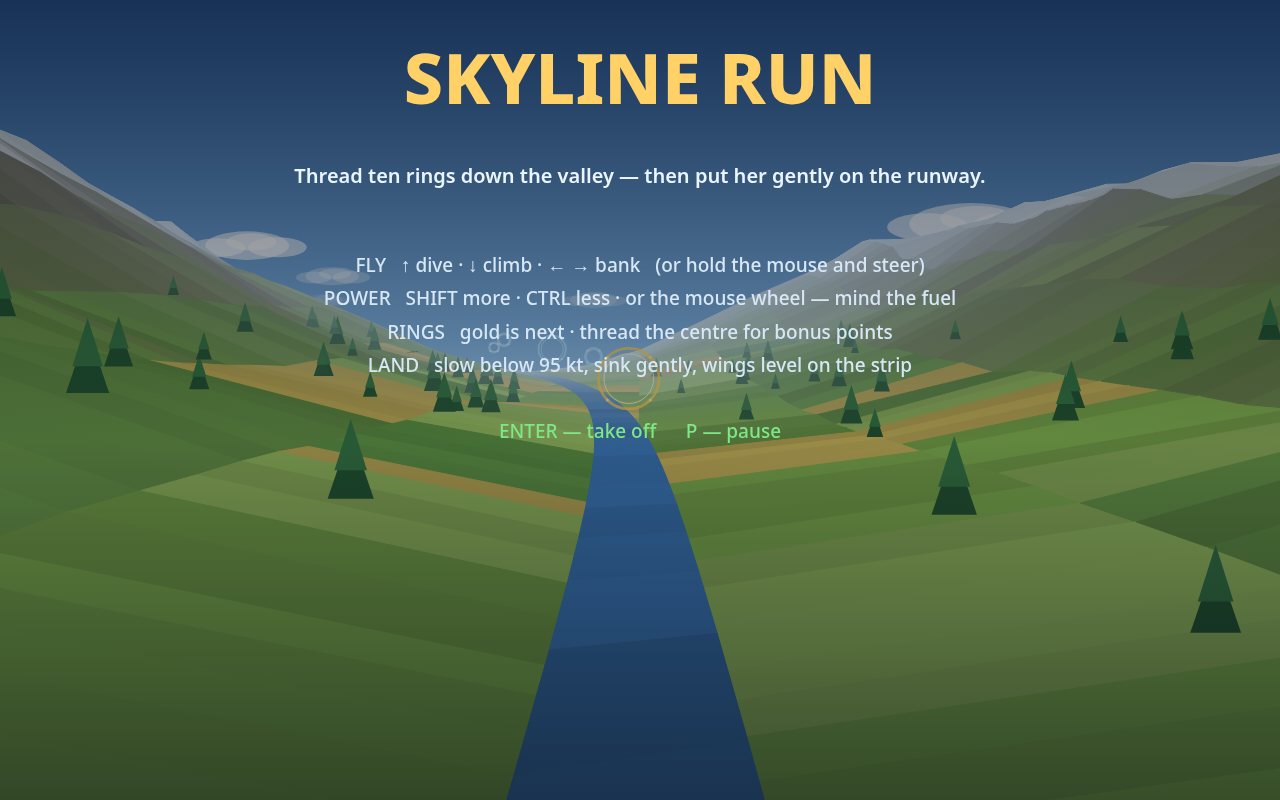 SKYLINE RUN
Thread ten rings down the valley — then put her gently on the runway.
FLY ↑ dive · ↓ climb · ← → bank (or hold the mouse and steer)
POWER SHIFT more · CTRL less · or the mouse wheel — mind the fuel
RINGS gold is next · thread the centre for bonus points
LAND slow below 95 kt, sink gently, wings level on the strip
ENTER — take off P — pause